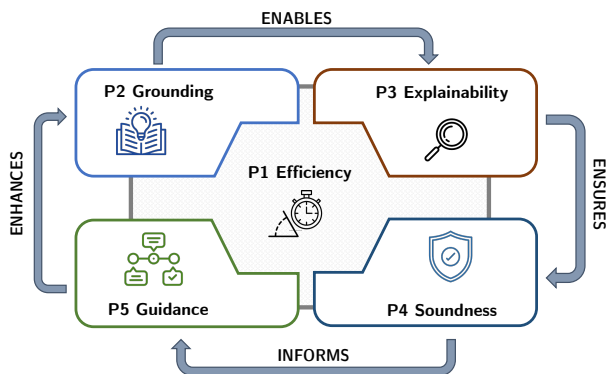 ENABLES
P2 Grounding
P3 Explainability
ENHANCES
P1 Efficiency
ENSURES
P5 Guidance
P4 Soundness
INFORMS